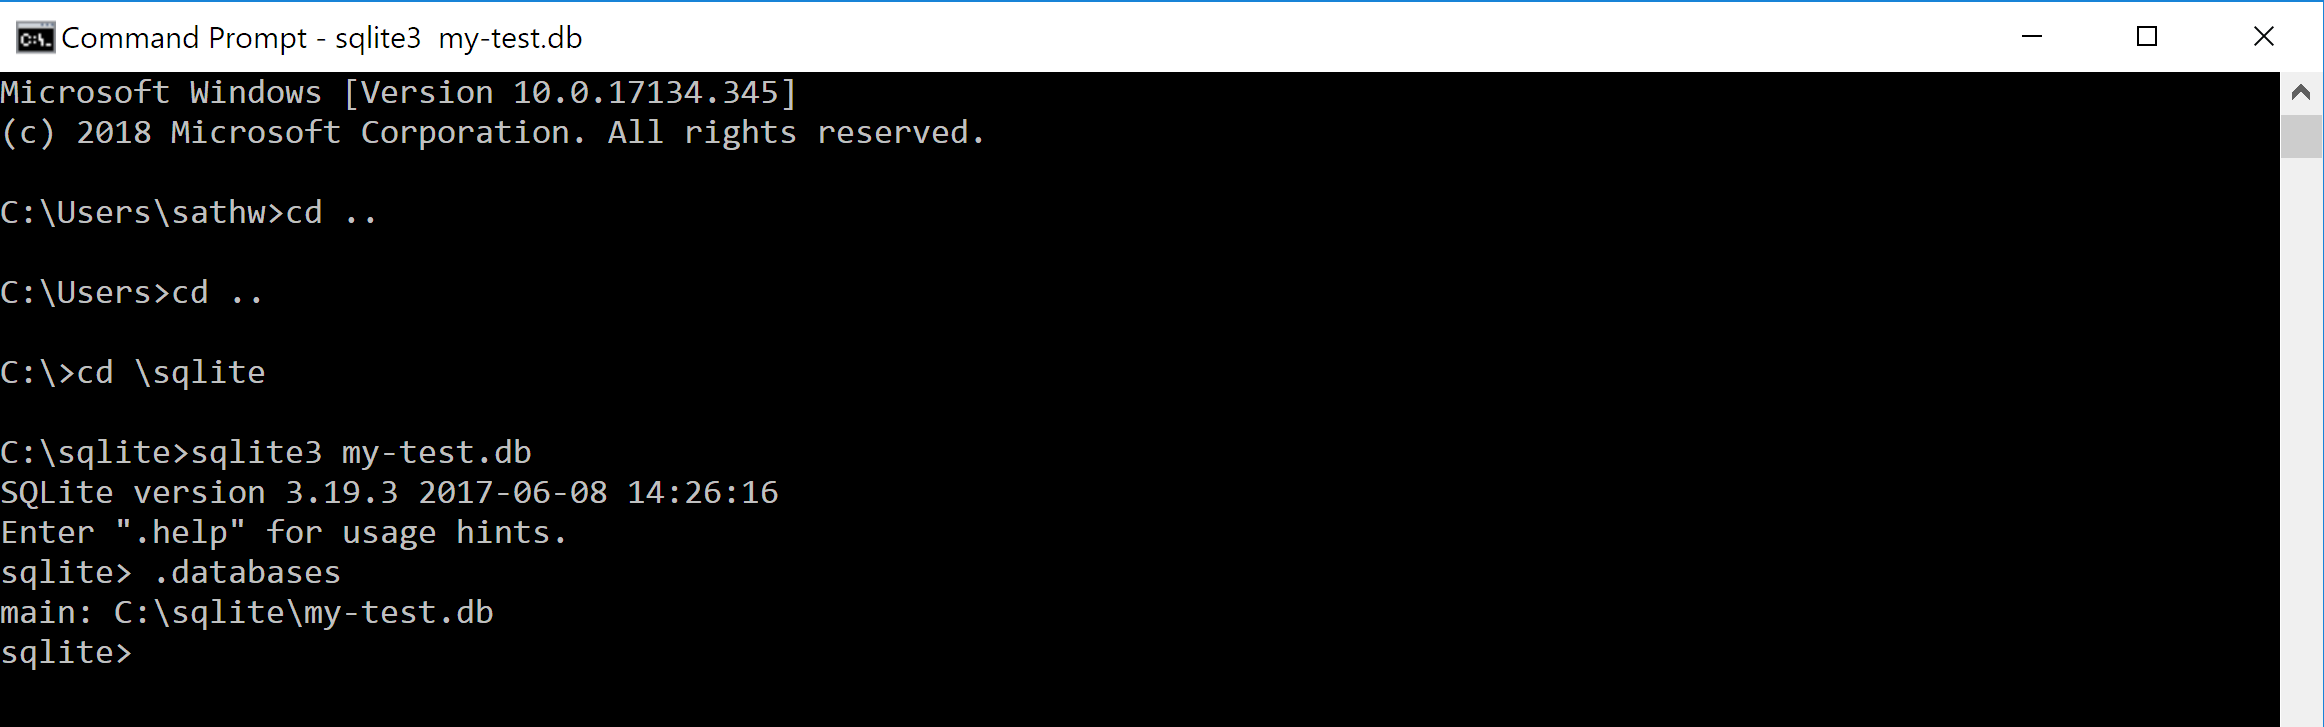 Command Prompt - sqlite3  my-test.db
Microsoft Windows [Version 10.0.17134.345]
(c) 2018 Microsoft Corporation. All rights reserved.
C:\Users\sathw>cd ..
C:\Users>cd ..
C:\>cd \sqlite
C:\sqlite>sqlite3 my-test.db
SQLite version 3.19.3 2017-06-08 14:26:16
Enter ".help" for usage hints.
sqlite> .databases
main: C:\sqlite\my-test.db
sqlite>